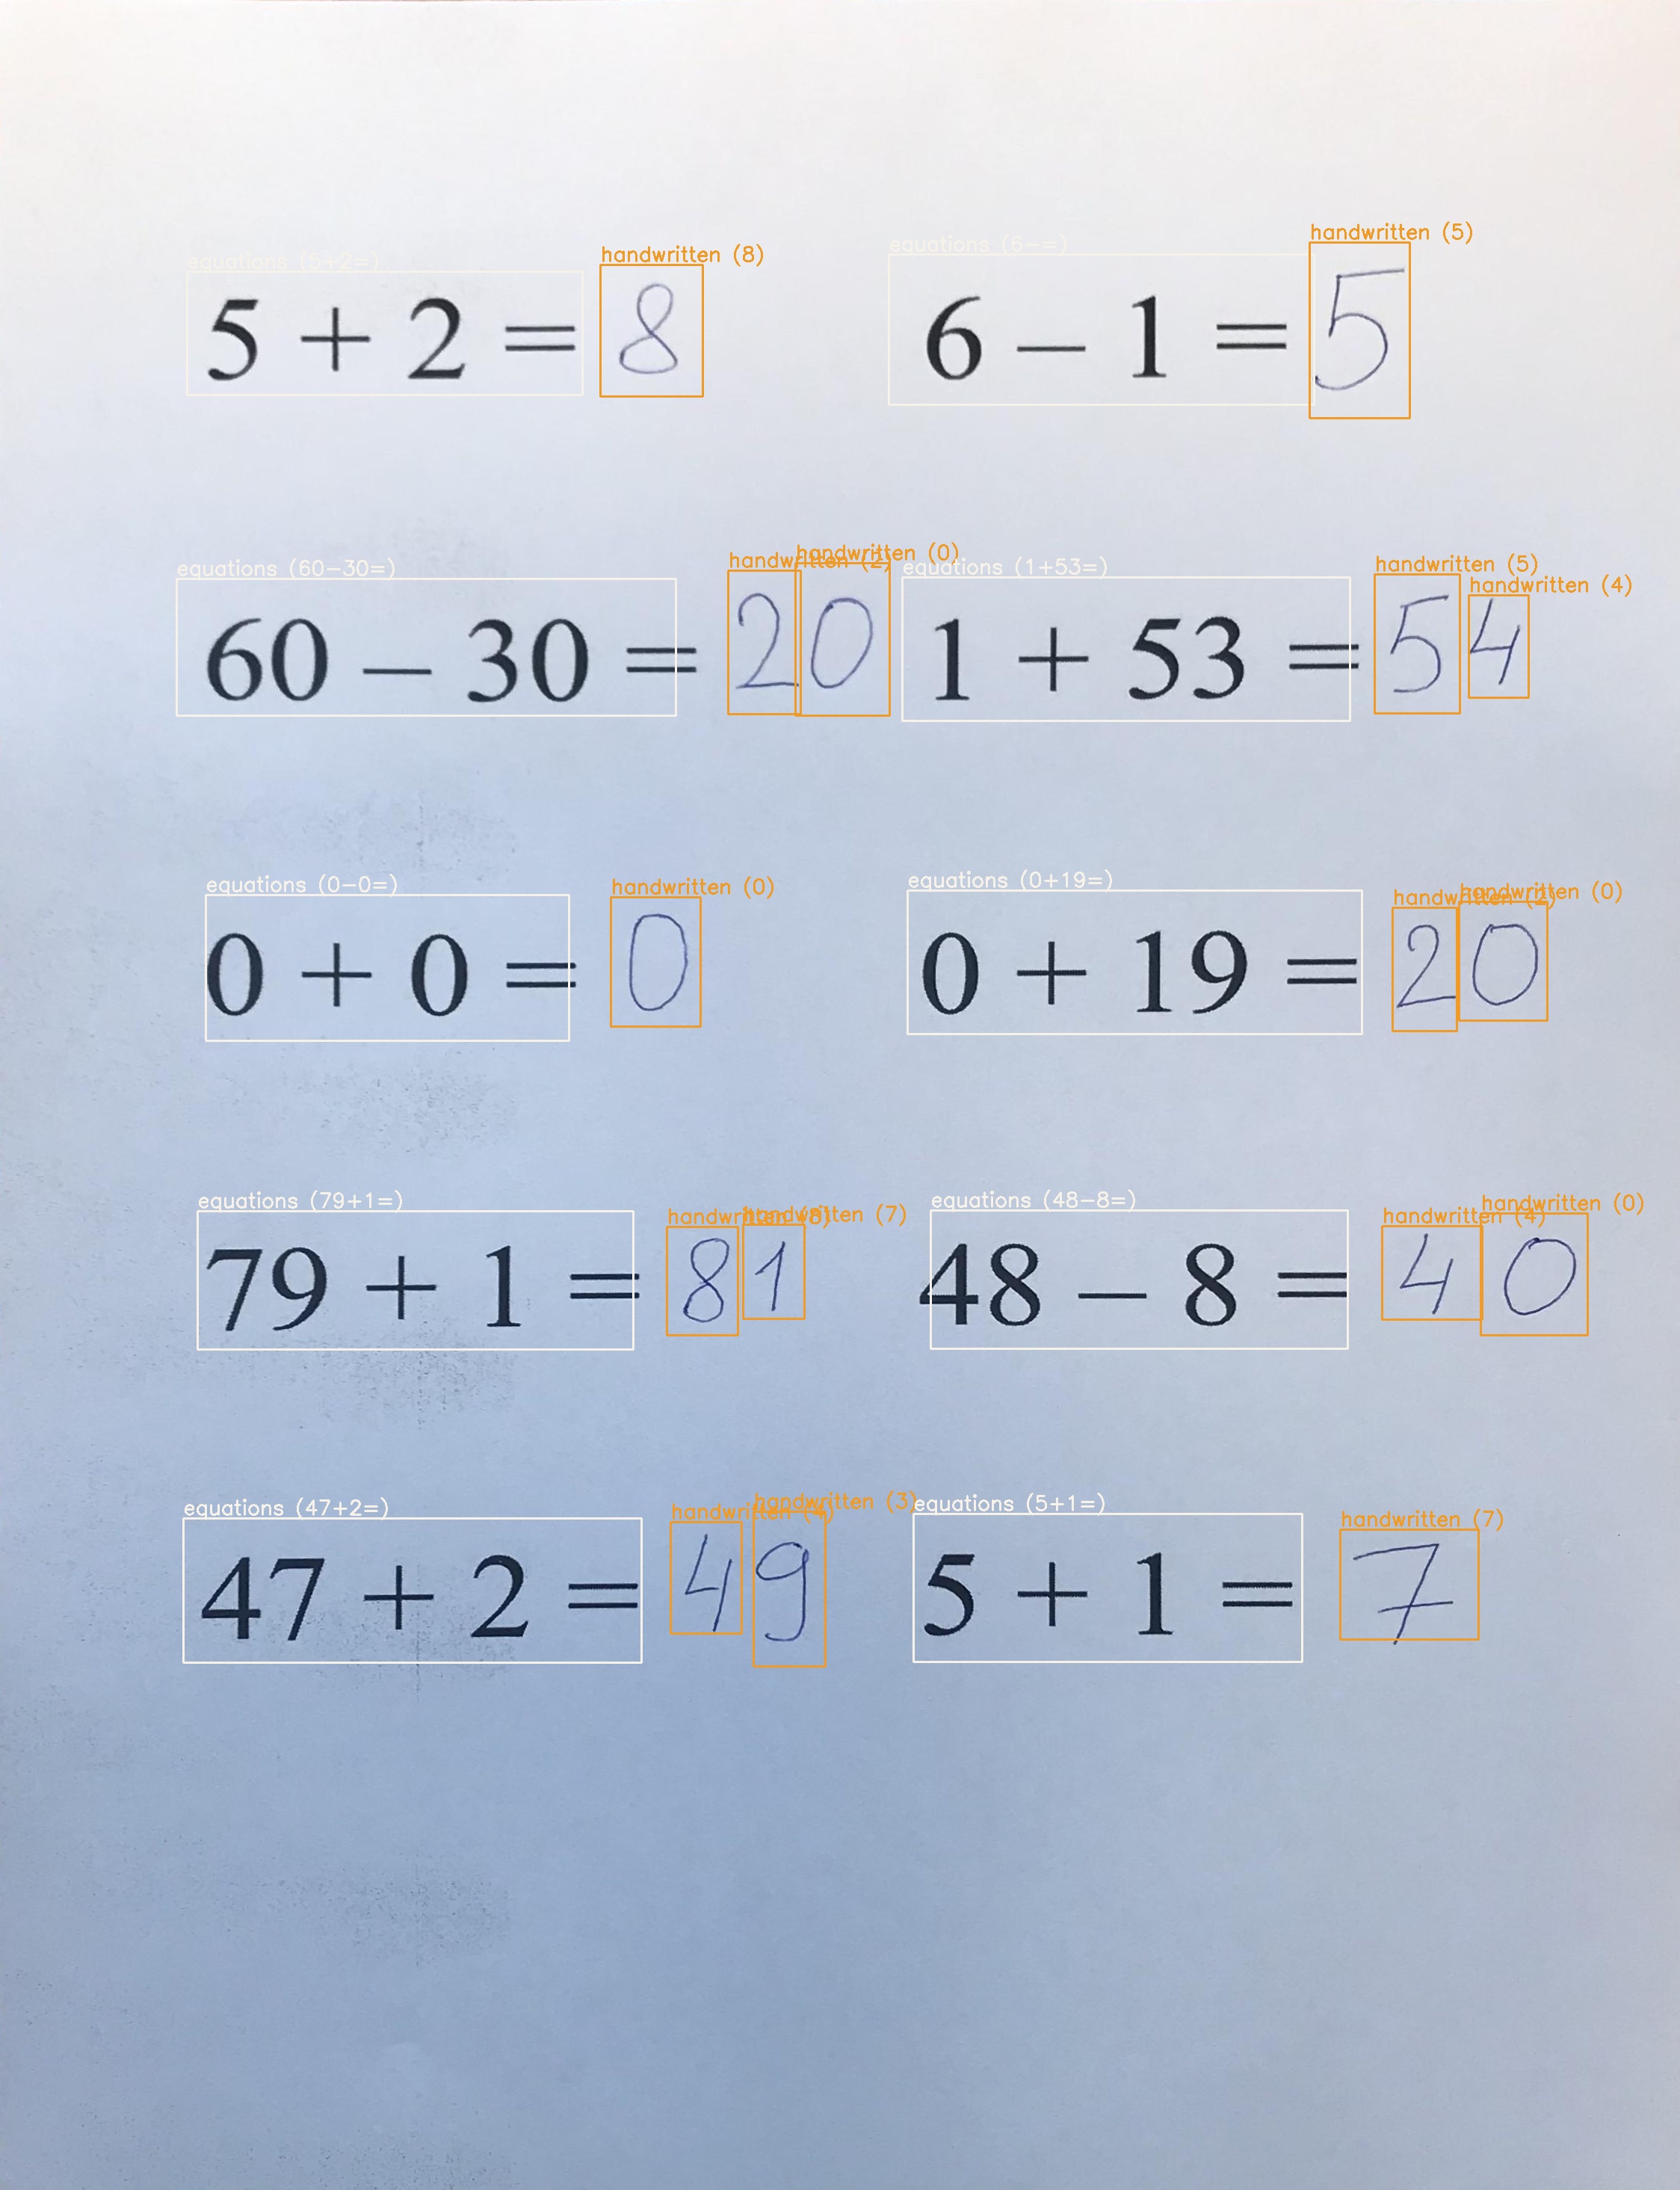 equations (5+2=) handwritten (8) equations (6-=) handwritten (5)
5 + 2 = 8 6 – 1 = 5
equations (60-30=) handwritten (2) handwritten (0) equations (1+53=) handwritten (5) handwritten (4)
60 – 30 = 20 1 + 53 = 54
equations (0-0=) handwritten (0) equations (0+19=) handwritten (2) handwritten (0)
0 + 0 = 0 0 + 19 = 20
equations (79+1=) handwritten (8) handwritten (7) equations (48-8=) handwritten (4) handwritten (0)
79 + 1 = 81 48 – 8 = 40
equations (47+2=) handwritten (4) handwritten (3) equations (5+1=) handwritten (7)
47 + 2 = 49 5 + 1 = 7